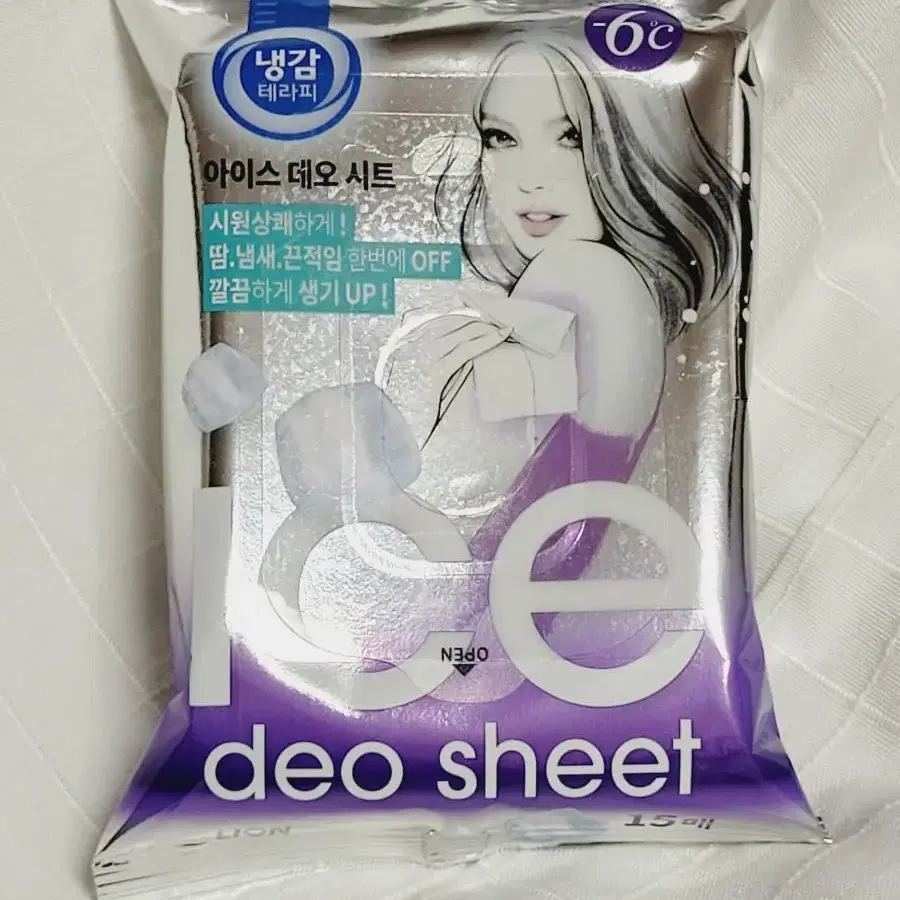 냉감
테라피
-6℃
아이스 데오 시트
시원상쾌하게!
땀.냄새.끈적임 한번에 OFF
깔끔하게 생기 UP!
Ice
OPEN
deo sheet
LION
15매